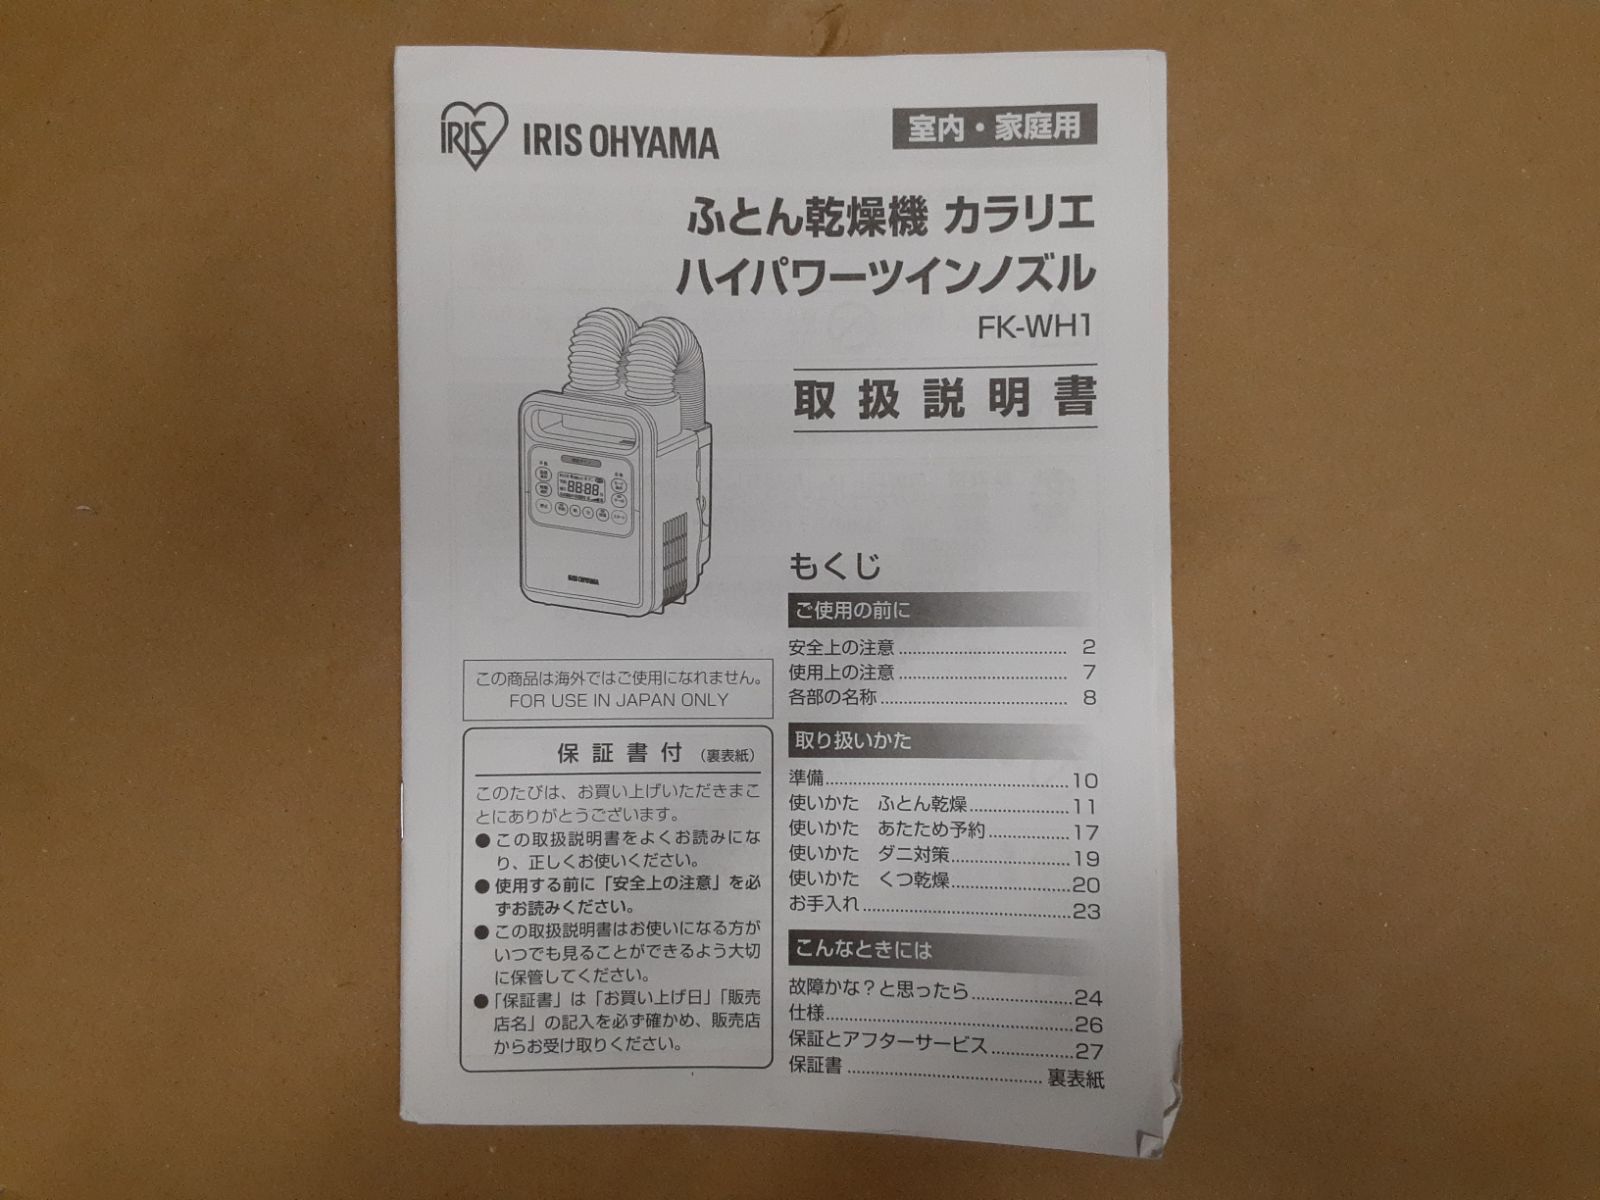 IRIS
IRIS OHYAMA
室内・家庭用
ふとん乾燥機 カラリエ
ハイパワーツインノズル
FK-WH1
取扱説明書
88:88
IRIS OHYAMA
この商品は海外ではご使用になれません。
FOR USE IN JAPAN ONLY
保証書付（裏表紙）
このたびは、お買い上げいただきまこ
とにありがとうございます。
●この取扱説明書をよくお読みにな
り、正しくお使いください。
●使用する前に「安全上の注意」を必
ずお読みください。
●この取扱説明書はお使いになる方が
いつでも見ることができるよう大切
に保管してください。
●「保証書」は「お買い上げ日」「販売
店名」の記入を必ず確かめ、販売店
からお受け取りください。
もくじ
ご使用の前に
安全上の注意 2
使用上の注意 7
各部の名称 8
取り扱いかた
準備 10
使いかた ふとん乾燥 11
使いかた あたため予約 17
使いかた ダニ対策 19
使いかた くつ乾燥 20
お手入れ 23
こんなときには
故障かな？と思ったら 24
仕様 26
保証とアフターサービス 27
保証書 裏表紙